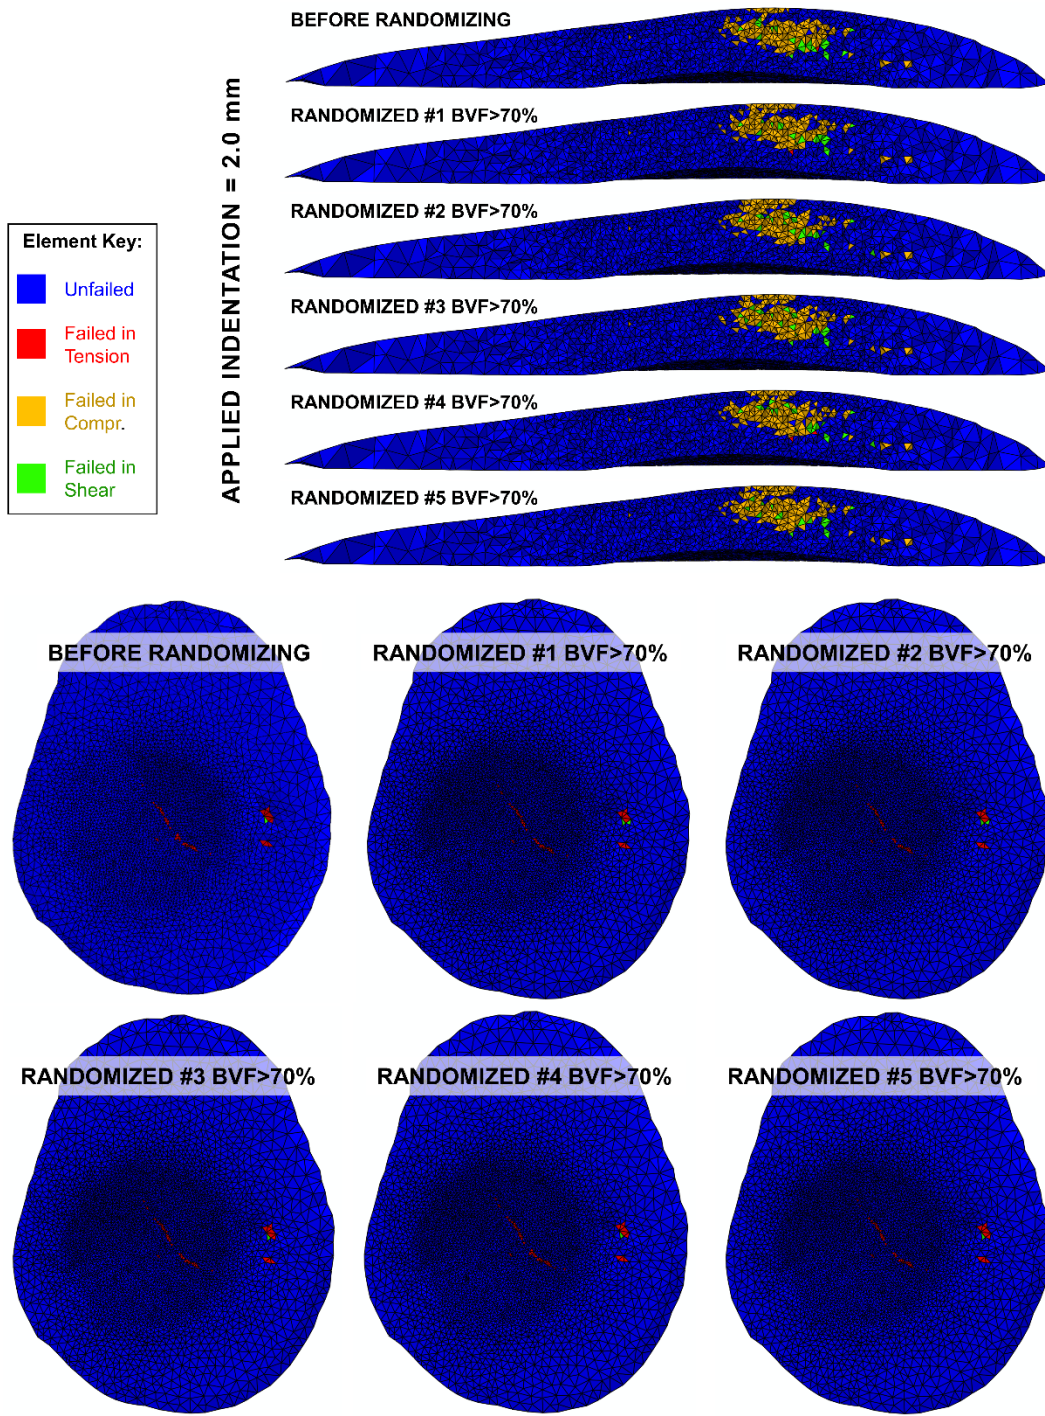 BEFORE RANDOMIZING
RANDOMIZED #1 BVF>70%
RANDOMIZED #2 BVF>70%
RANDOMIZED #3 BVF>70%
RANDOMIZED #4 BVF>70%
RANDOMIZED #5 BVF>70%
APPLIED INDENTATION = 2.0 mm
Element Key:
Unfailed
Failed in
Tension
Failed in
Compr.
Failed in
Shear
BEFORE RANDOMIZING
RANDOMIZED #1 BVF>70%
RANDOMIZED #2 BVF>70%
RANDOMIZED #3 BVF>70%
RANDOMIZED #4 BVF>70%
RANDOMIZED #5 BVF>70%